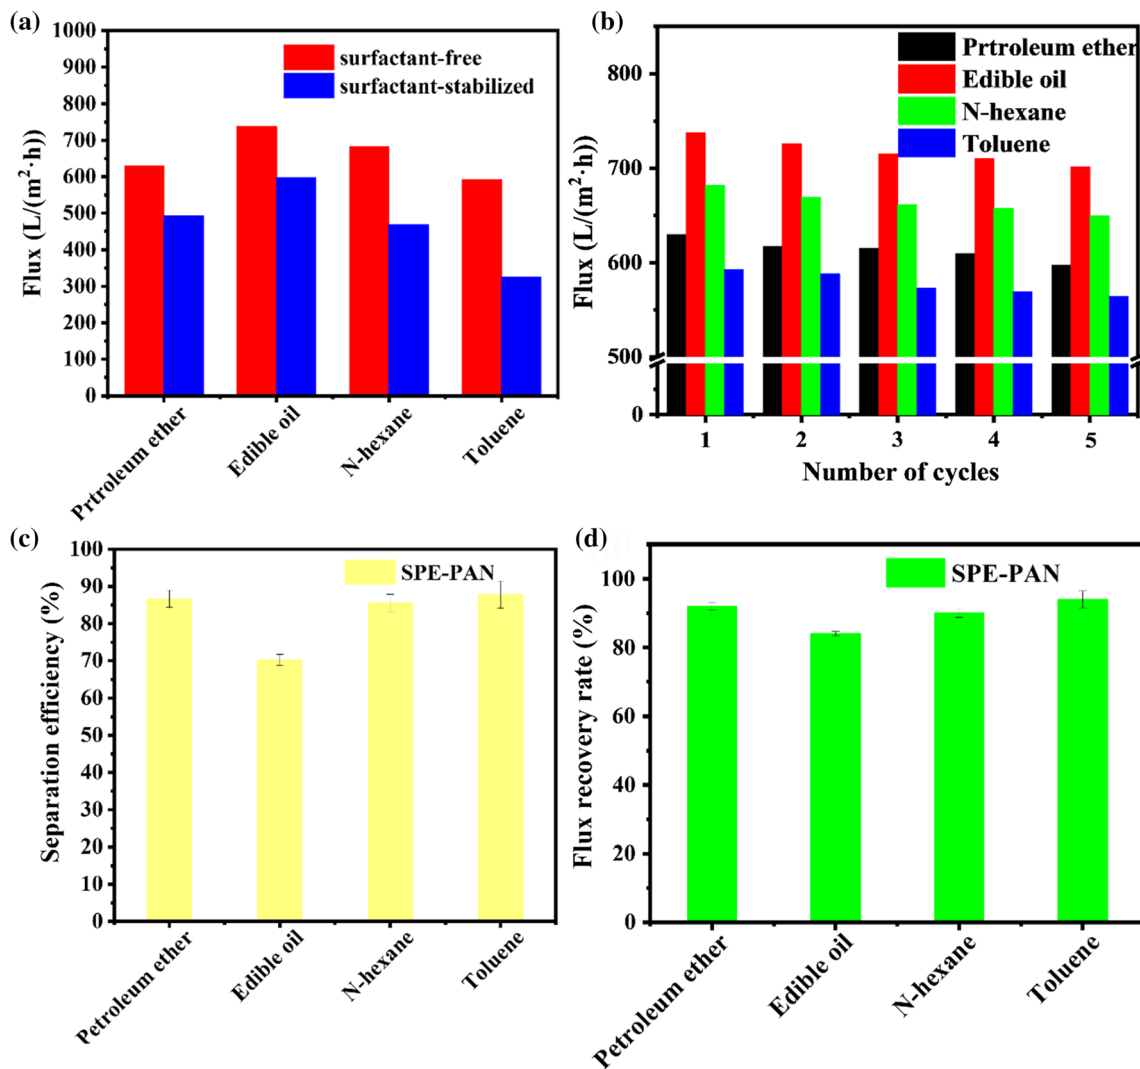 (a)
1000
900
800
700
600
500
400
300
200
100
0
Flux (L/(m²·h))
surfactant-free
surfactant-stabilized
Prtroleum ether
Edible oil
N-hexane
Toluene
(b)
800
700
600
500
0
Flux (L/(m²·h))
Prtroleum ether
Edible oil
N-hexane
Toluene
1 2 3 4 5
Number of cycles
(c)
100
90
80
70
60
50
40
30
20
10
0
Separation efficiency (%)
SPE-PAN
Petroleum ether
Edible oil
N-hexane
Toluene
(d)
100
80
60
40
20
0
Flux recovery rate (%)
SPE-PAN
Petroleum ether
Edible oil
N-hexane
Toluene